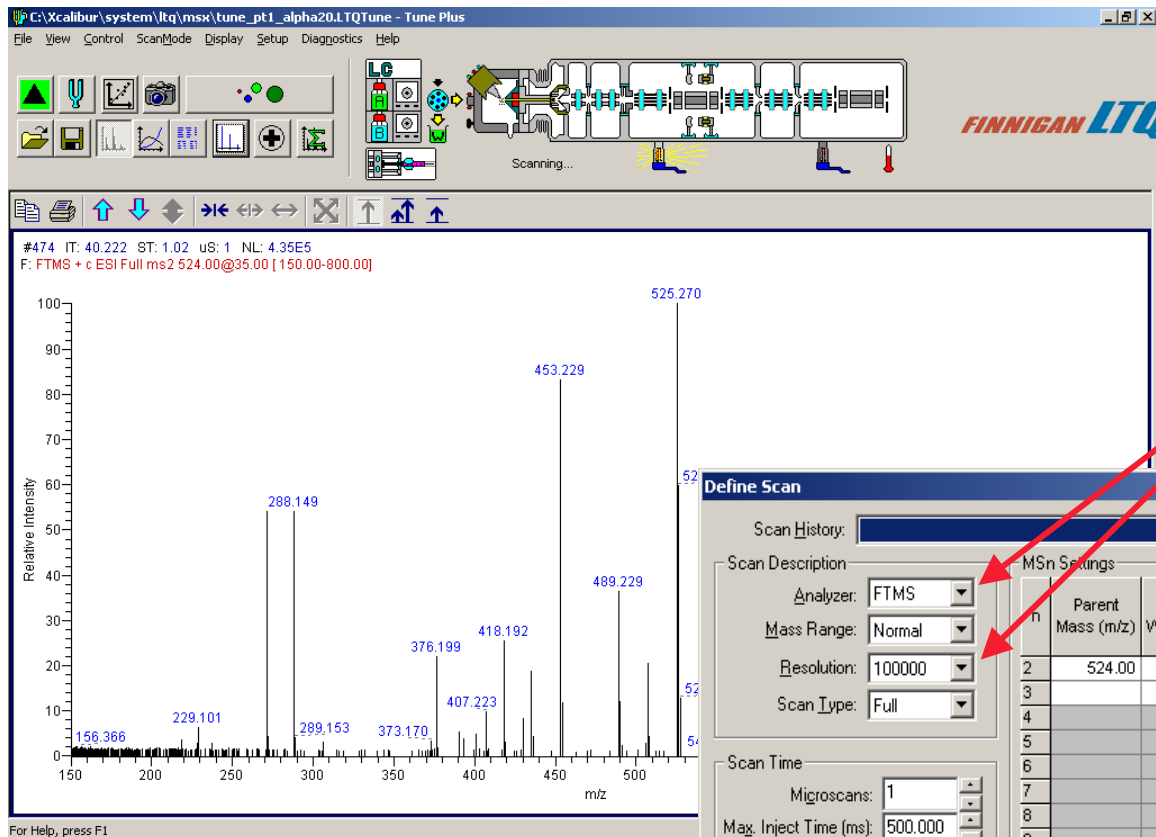 C:\Xcalibur\system\ltq\msx\tune_pt1_alpha20.LTQTune - Tune Plus
File View Control ScanMode Display Setup Diagnostics Help
LC
A
B
Scanning...
FINNIGAN LTQ
#474 IT: 40.222 ST: 1.02 uS: 1 NL: 4.35E5
F: FTMS + c ESI Full ms2 524.00@35.00 [ 150.00-800.00]
525.270
453.229
52
288.149
489.229
418.192
376.199
52
407.223
229.101
289.153
373.170
156.366
54
100
90
80
70
60
50
40
30
20
10
0
Relative Intensity
150 200 250 300 350 400 450 500
m/z
Define Scan
Scan History:
Scan Description
Analyzer: FTMS
Mass Range: Normal
Resolution: 100000
Scan Type: Full
Scan Time
Microscans: 1
Max. Inject Time (ms): 500.000
MSn Settings
n Parent Mass (m/z)
2 524.00
3
4
5
6
7
8
For Help, press F1